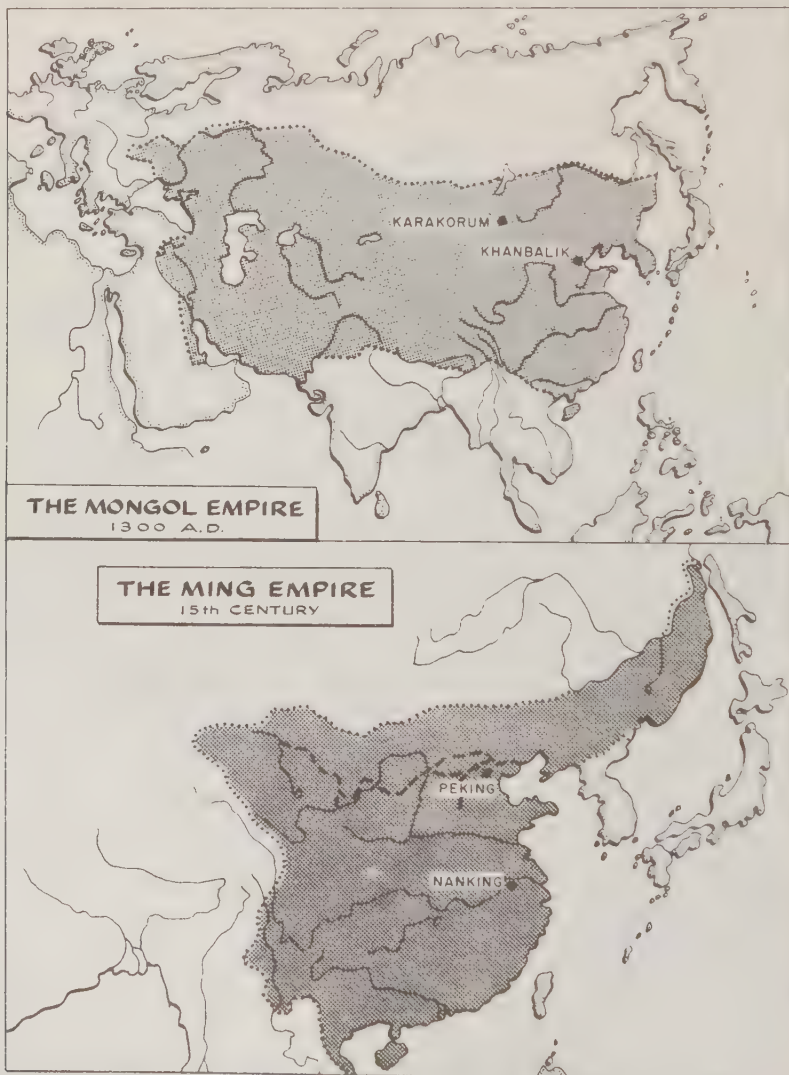 KARAKORUM
KHANBALIK
THE MONGOL EMPIRE
1300 A.D.
THE MING EMPIRE
15th CENTURY
PEKING
NANKING